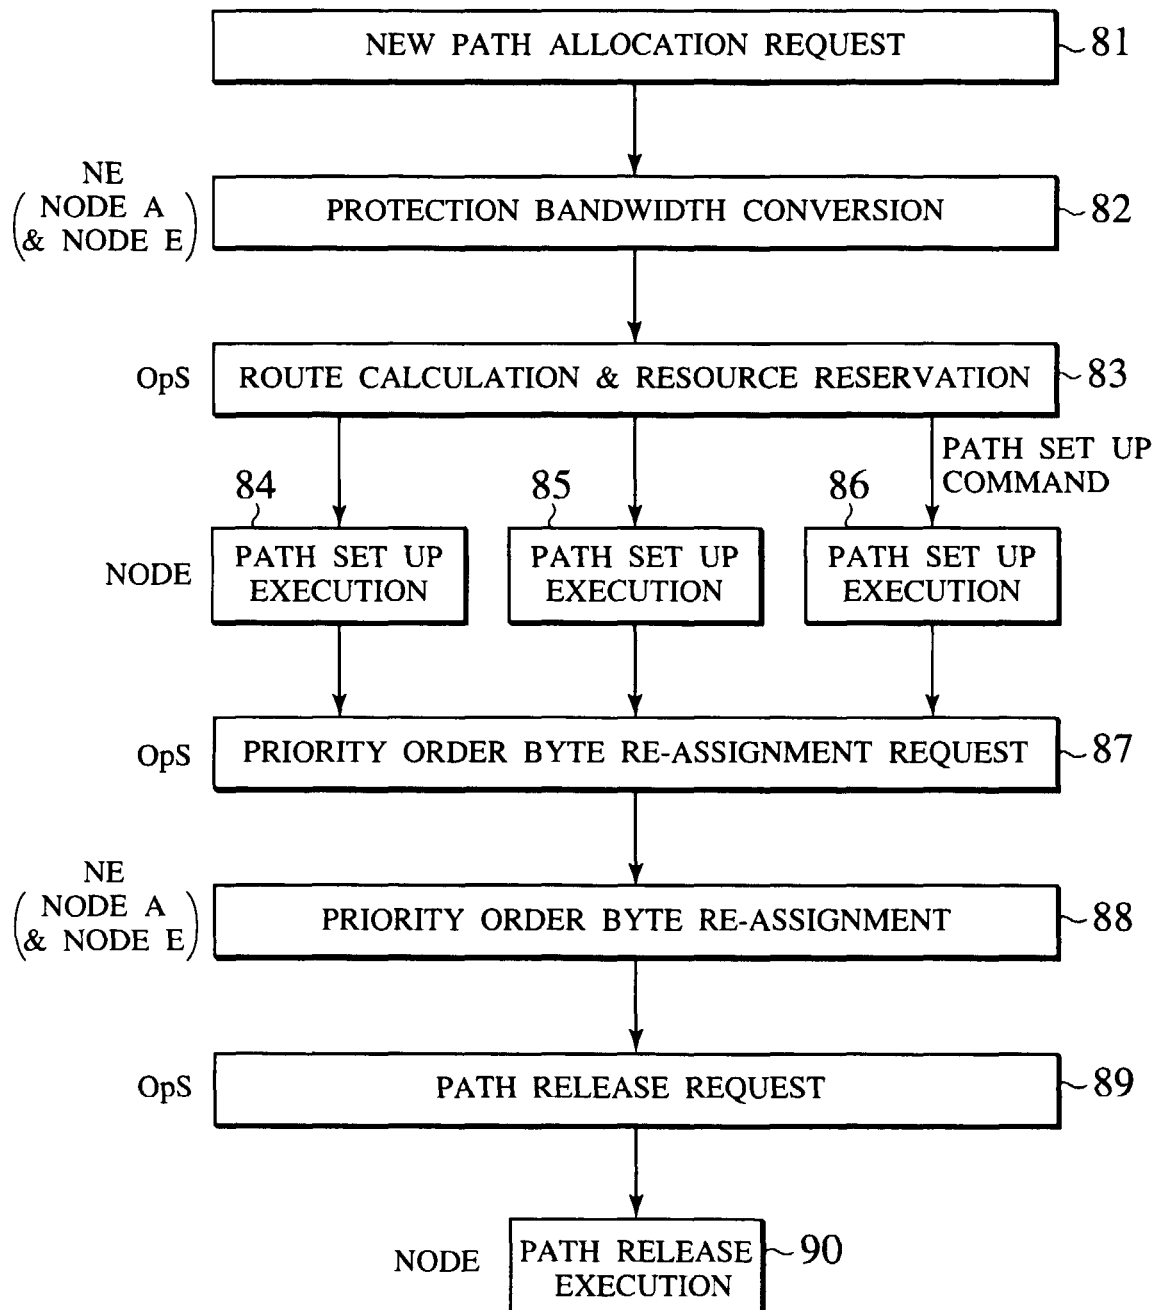 NEW PATH ALLOCATION REQUEST
81
NE
(NODE A
& NODE E)
PROTECTION BANDWIDTH CONVERSION
82
OpS
ROUTE CALCULATION & RESOURCE RESERVATION
83
PATH SET UP
COMMAND
84
85
86
NODE
PATH SET UP
EXECUTION
PATH SET UP
EXECUTION
PATH SET UP
EXECUTION
OpS
PRIORITY ORDER BYTE RE-ASSIGNMENT REQUEST
87
NE
(NODE A
& NODE E)
PRIORITY ORDER BYTE RE-ASSIGNMENT
88
OpS
PATH RELEASE REQUEST
89
NODE
PATH RELEASE
EXECUTION
90